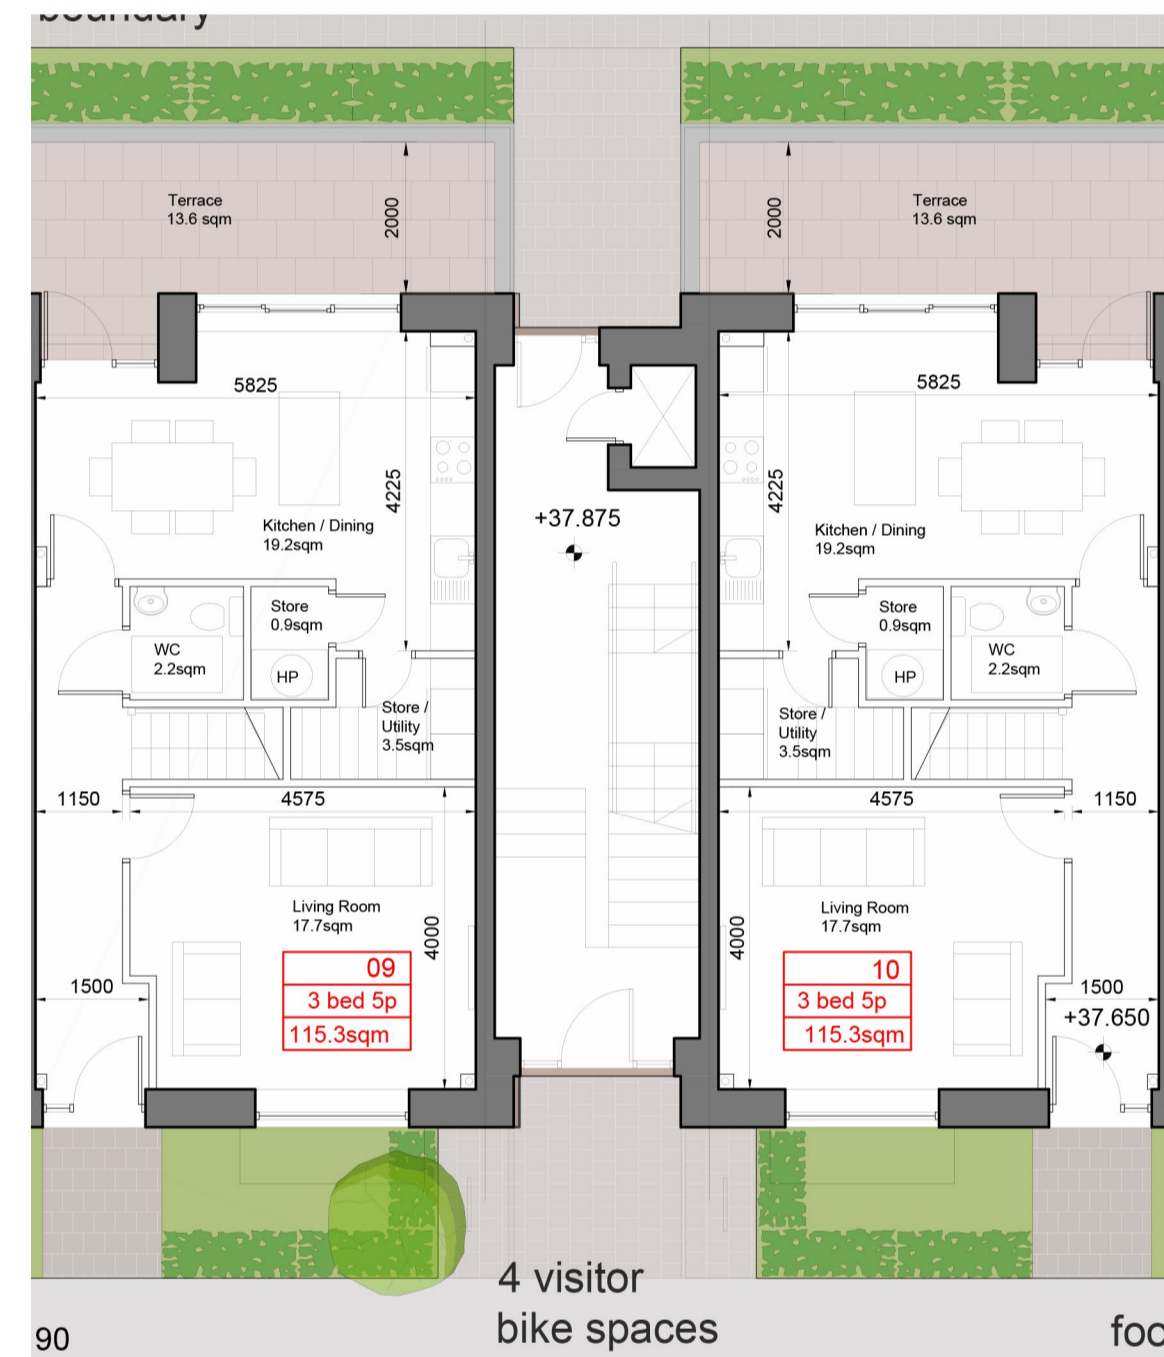 boundary
Terrace
13.6 sqm
2000
2000
Terrace
13.6 sqm
5825
5825
4225
4225
Kitchen / Dining
19.2sqm
+37.875
Kitchen / Dining
19.2sqm
Store
0.9sqm
WC
2.2sqm
HP
Store /
Utility
3.5sqm
Store
0.9sqm
WC
2.2sqm
HP
Store /
Utility
3.5sqm
1150
4575
4575
1150
Living Room
17.7sqm
4000
4000
Living Room
17.7sqm
09
3 bed 5p
115.3sqm
10
3 bed 5p
115.3sqm
1500
1500
+37.650
4 visitor
bike spaces
90